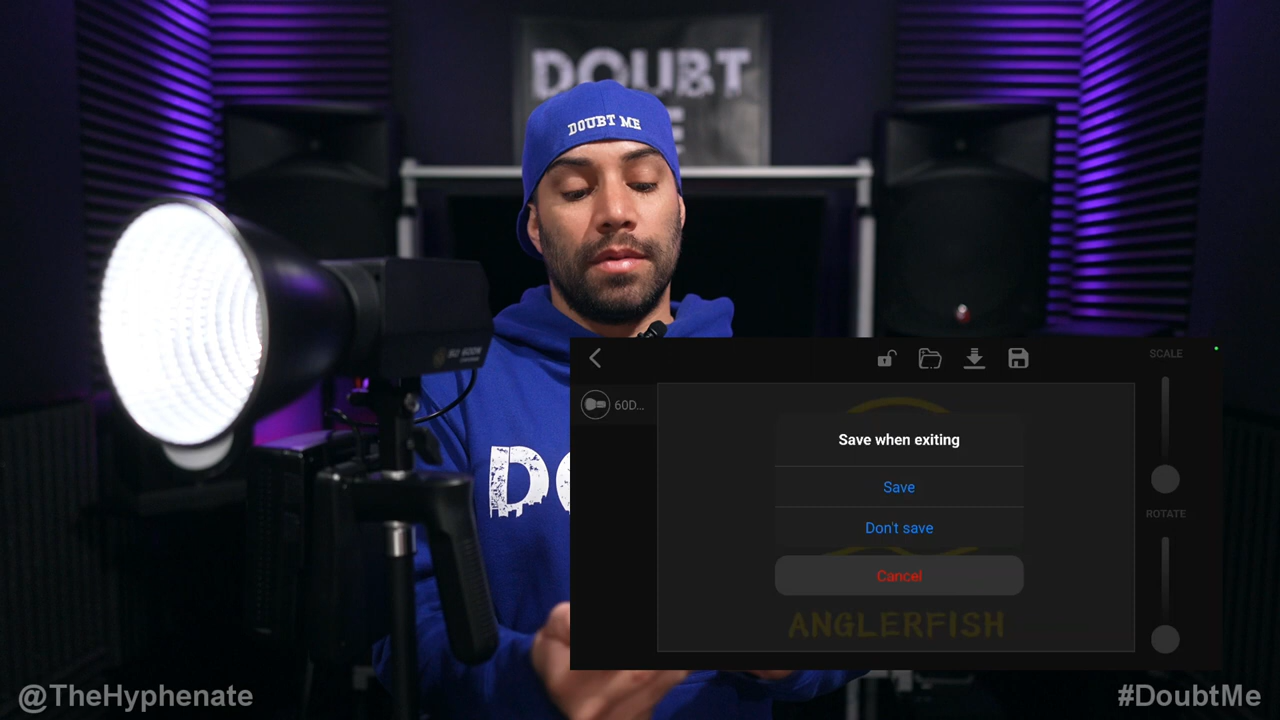 DOUBT
DOUBT ME
SCALE
60D...
Save when exiting
Save
Don't save
Cancel
ROTATE
ANGLERFISH
@TheHyphenate
#DoubtMe